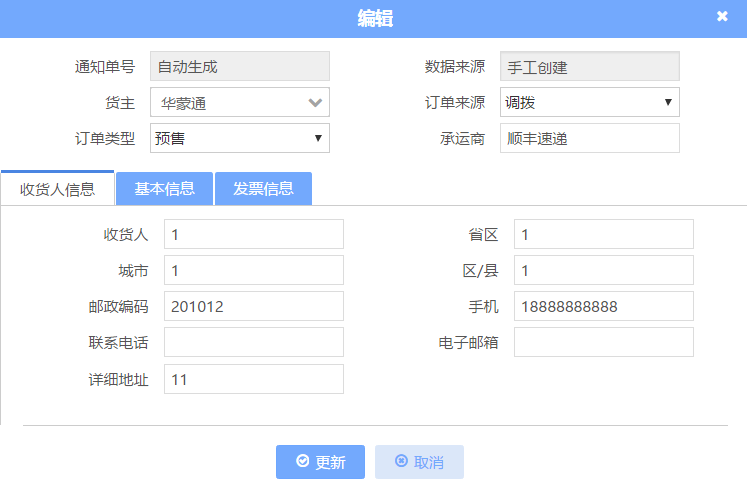 编辑
通知单号 自动生成 数据来源 手工创建
货主 华蒙通 订单来源 调拨
订单类型 预售 承运商 顺丰速递
收货人信息 基本信息 发票信息
收货人 1 省区 1
城市 1 区/县 1
邮政编码 201012 手机 18888888888
联系电话 电子邮箱
详细地址 11
更新 取消